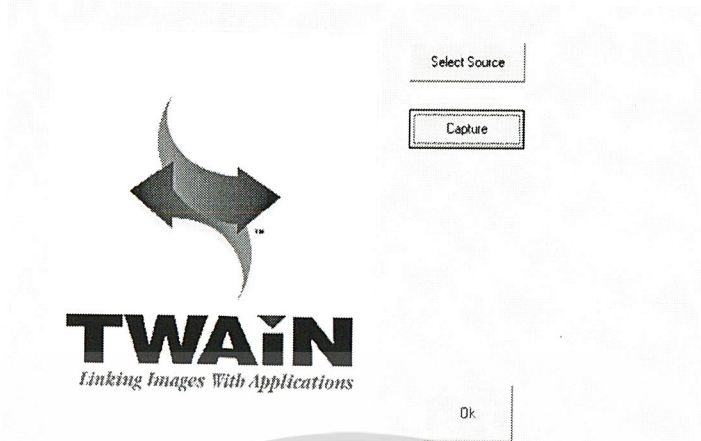 Select Source
Capture
TM
TWAiN
Linking Images With Applications
Ok